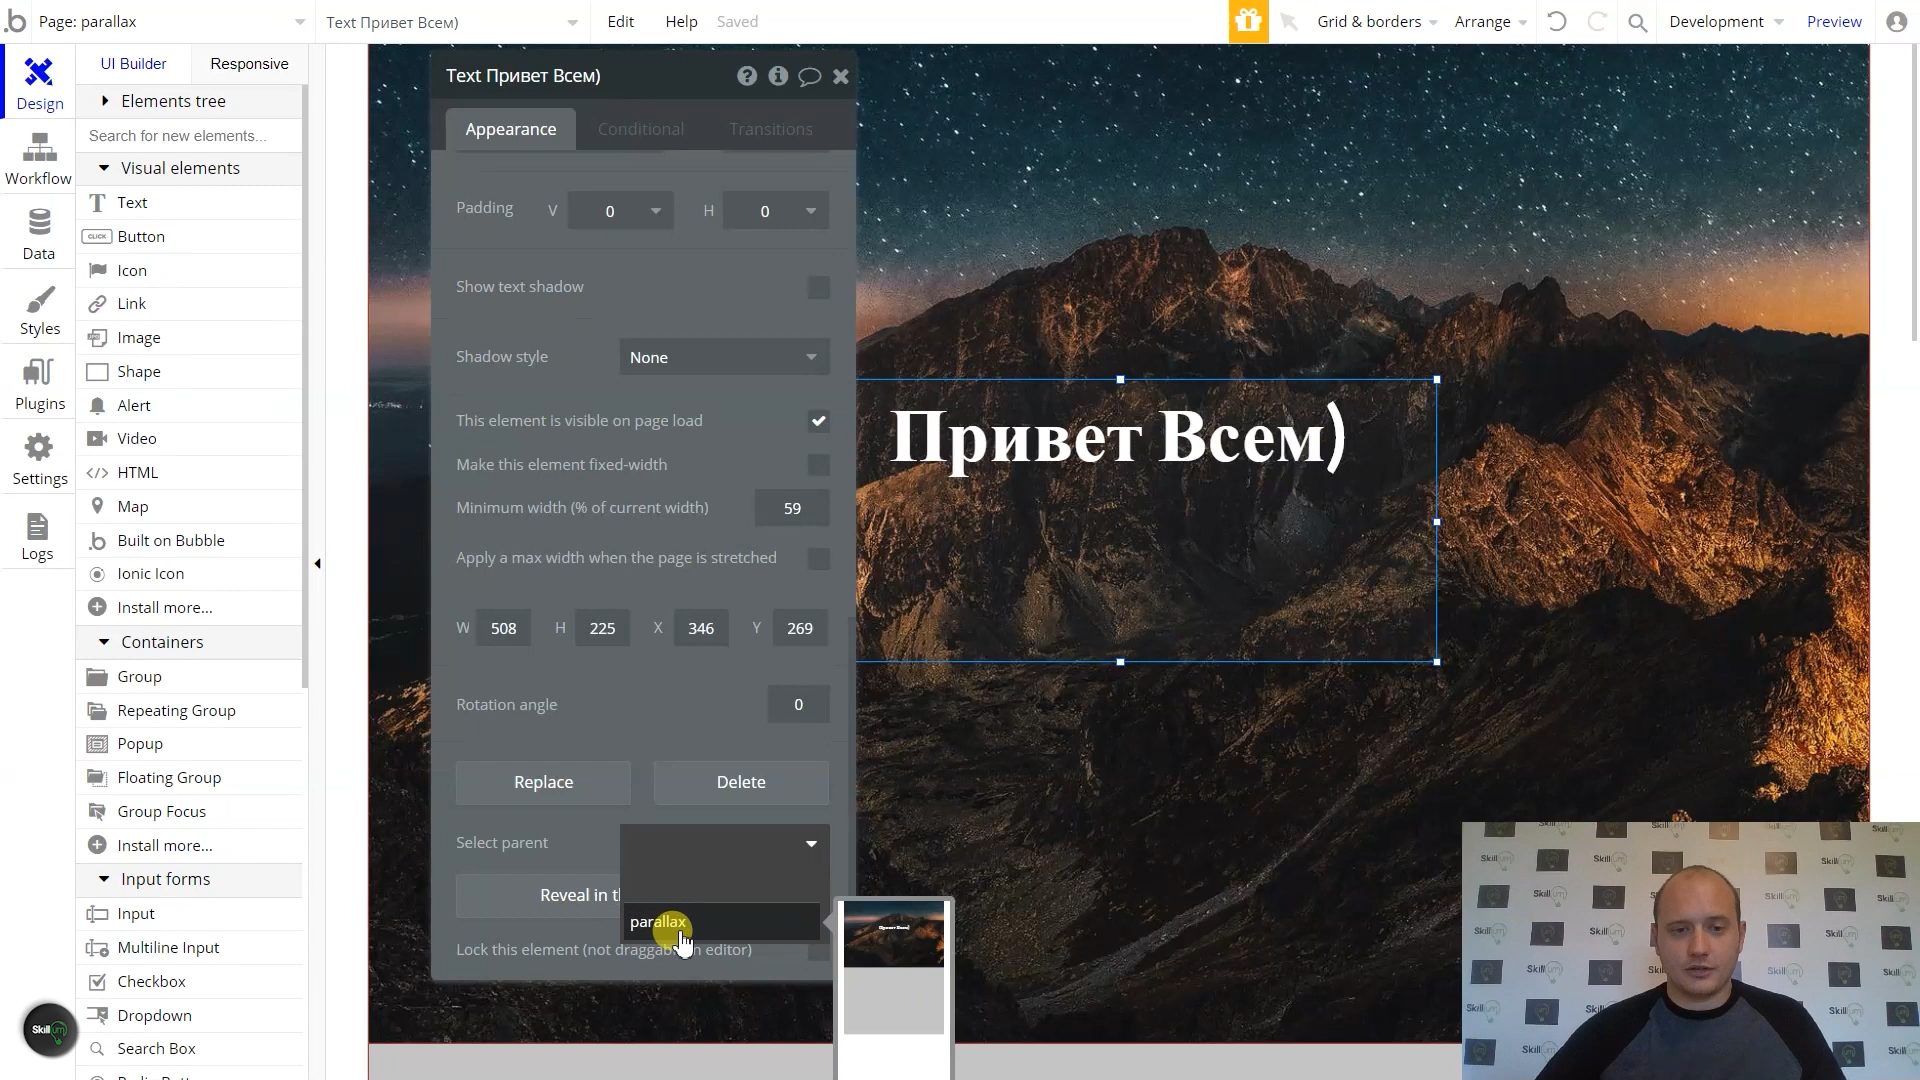 Page: parallax
Text Привет Всем)
Edit
Help
Saved
Grid & borders
Arrange
Development
Preview
UI Builder
Responsive
Design
Workflow
Data
Styles
Plugins
Settings
Logs
Elements tree
Search for new elements...
Visual elements
Text
Button
CLICK
Icon
Link
Image
Shape
Alert
Video
HTML
Map
Built on Bubble
Ionic Icon
Install more...
Containers
Group
Repeating Group
Popup
Floating Group
Group Focus
Install more...
Input forms
Input
Multiline Input
Checkbox
Dropdown
Search Box
Text Привет Всем)
Appearance
Conditional
Transitions
Padding V 0 H 0
Show text shadow
Shadow style None
This element is visible on page load
Make this element fixed-width
Minimum width (% of current width) 59
Apply a max width when the page is stretched
W 508 H 225 X 346 Y 269
Rotation angle 0
Replace
Delete
Select parent
Reveal in
parallax
Lock this element (not draggable in editor)
Привет Всем)
Skillum